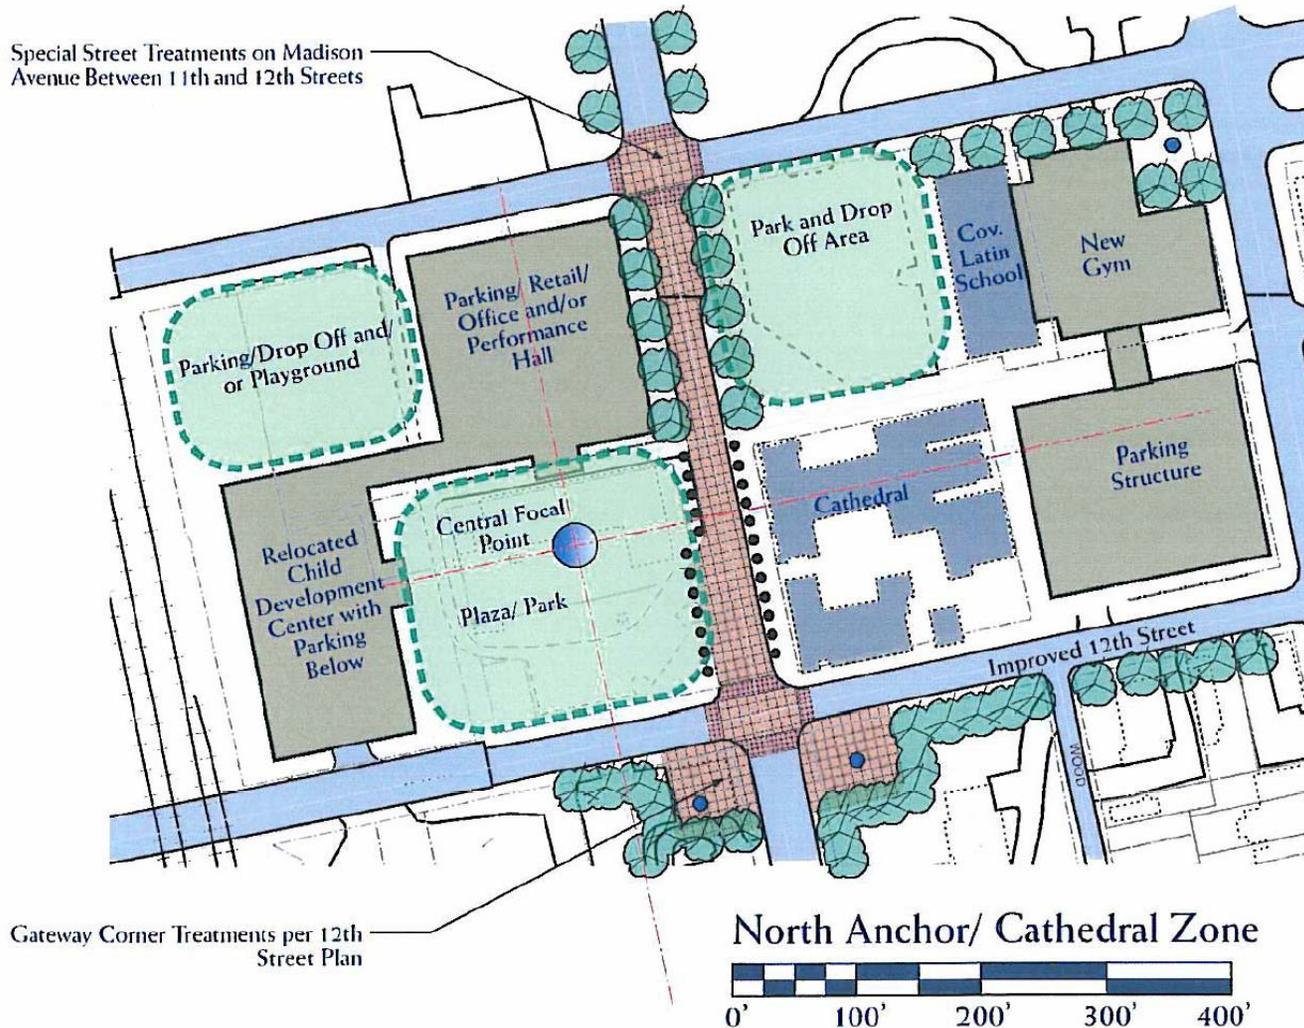 Special Street Treatments on Madison
Avenue Between 11th and 12th Streets
Park and Drop
Off Area
Cov.
Latin
School
New
Gym
Parking/ Retail/
Office and/or
Performance
Hall
Parking/Drop Off and/
or Playground
Parking
Structure
Cathedral
Central Focal
Point
Plaza/ Park
Relocated
Child
Development
Center with
Parking
Below
Improved 12th Street
WOOD
Gateway Corner Treatments per 12th
Street Plan
North Anchor/ Cathedral Zone
0' 100' 200' 300' 400'